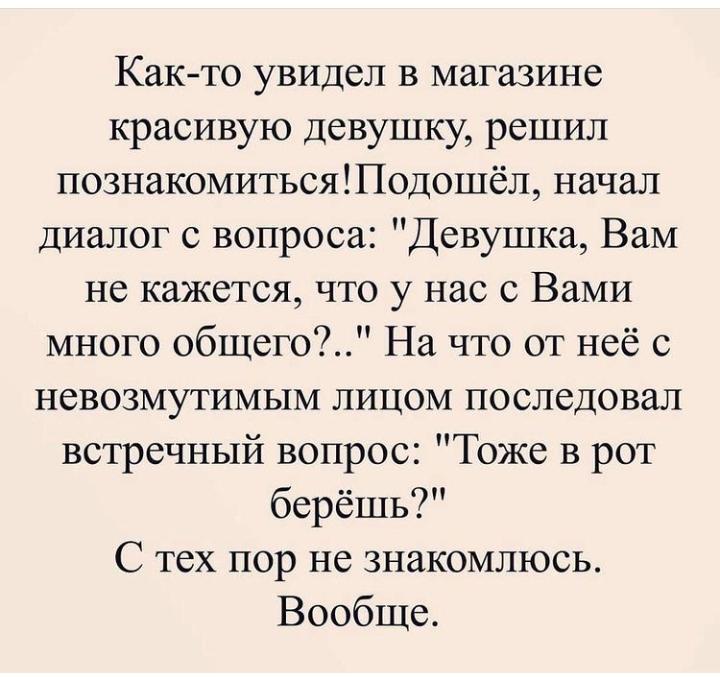 Как-то увидел в магазине
красивую девушку, решил
познакомиться!Подошёл, начал
диалог с вопроса: "Девушка, Вам
не кажется, что у нас с Вами
много общего?.." На что от неё с
невозмутимым лицом последовал
встречный вопрос: "Тоже в рот
берёшь?"
С тех пор не знакомлюсь.
Вообще.